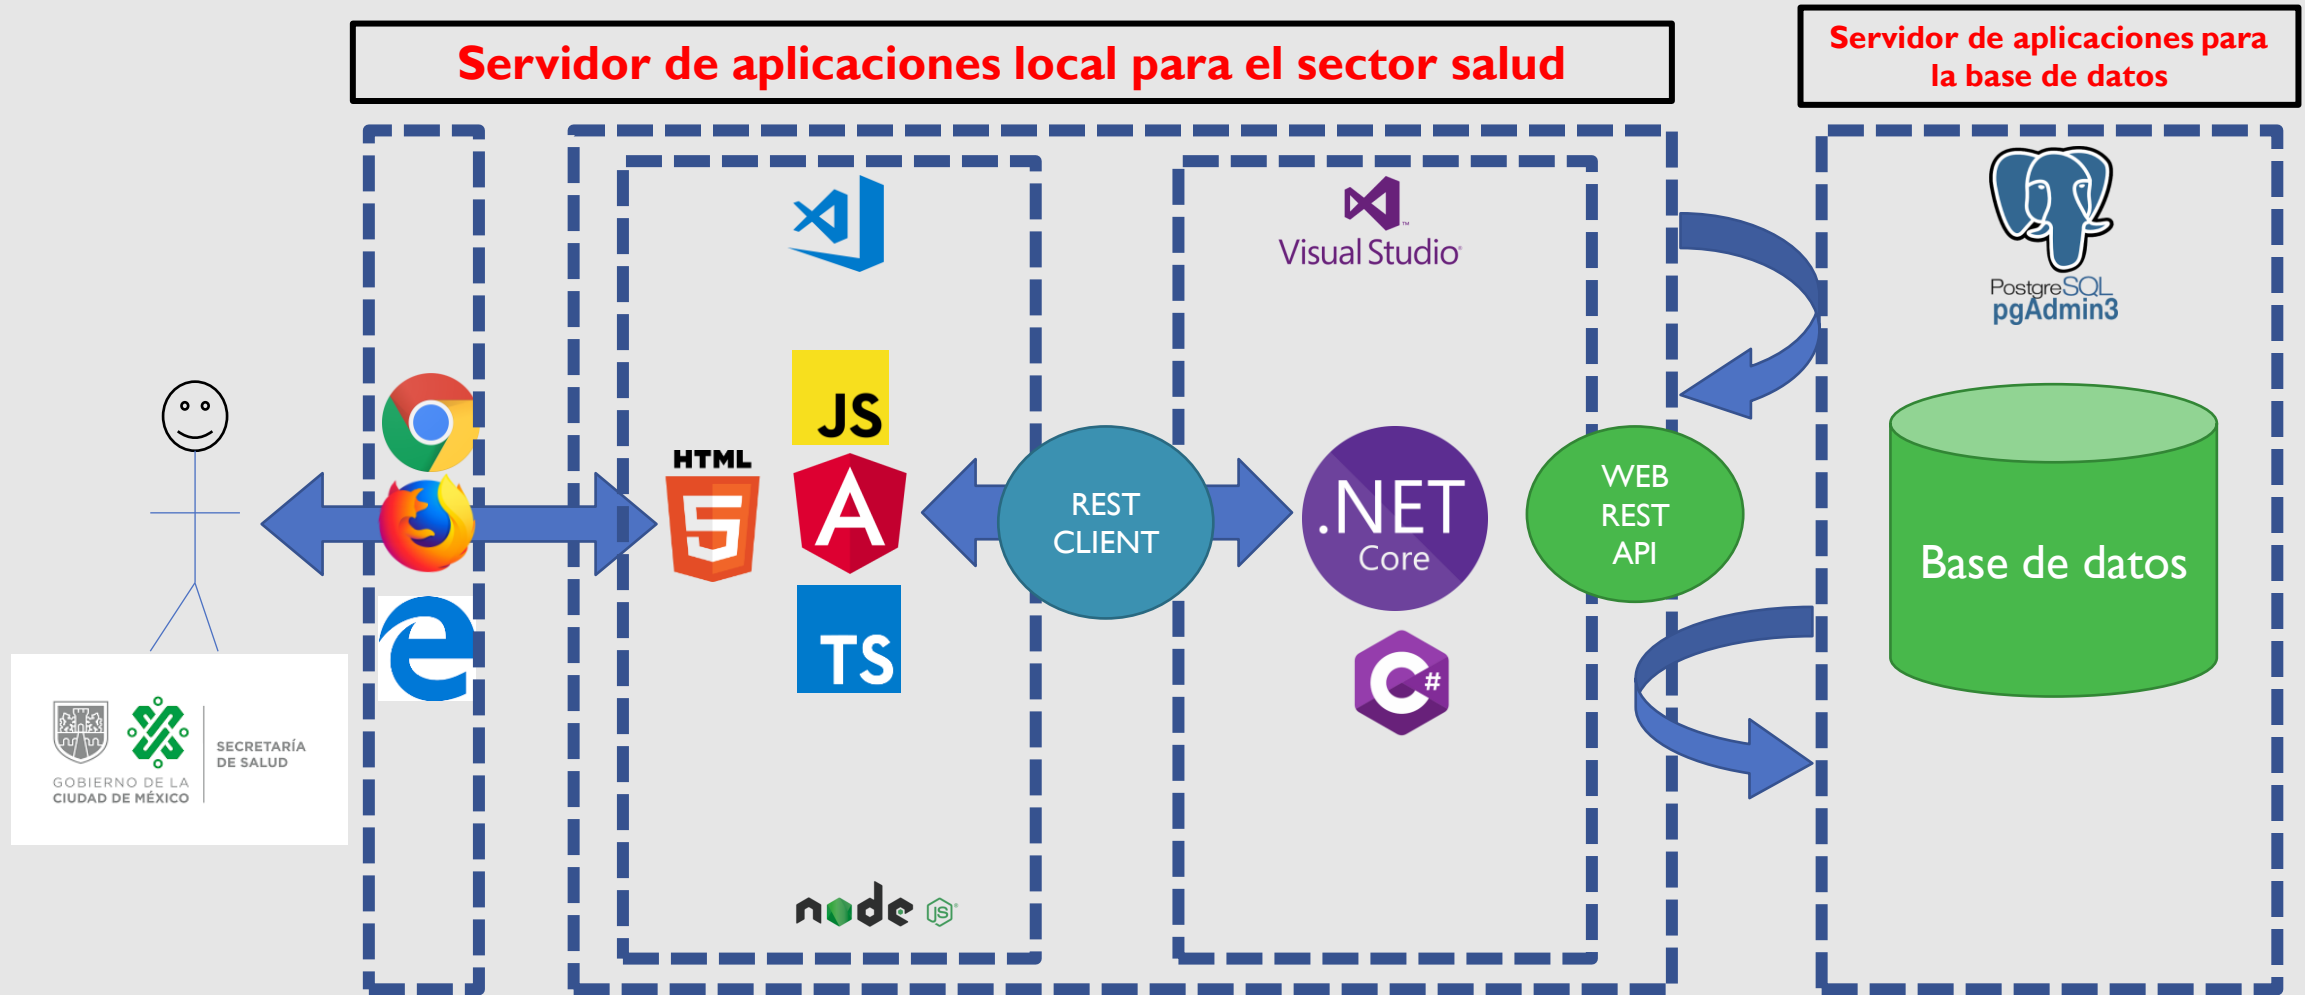 Servidor de aplicaciones local para el sector salud
Servidor de aplicaciones para
la base de datos
Visual Studio
PostgreSQL
pgAdmin3
JS
HTML
5
A
TS
REST
CLIENT
.NET
Core
C#
WEB
REST
API
Base de datos
GOBIERNO DE LA
CIUDAD DE MÉXICO
SECRETARÍA
DE SALUD
node JS